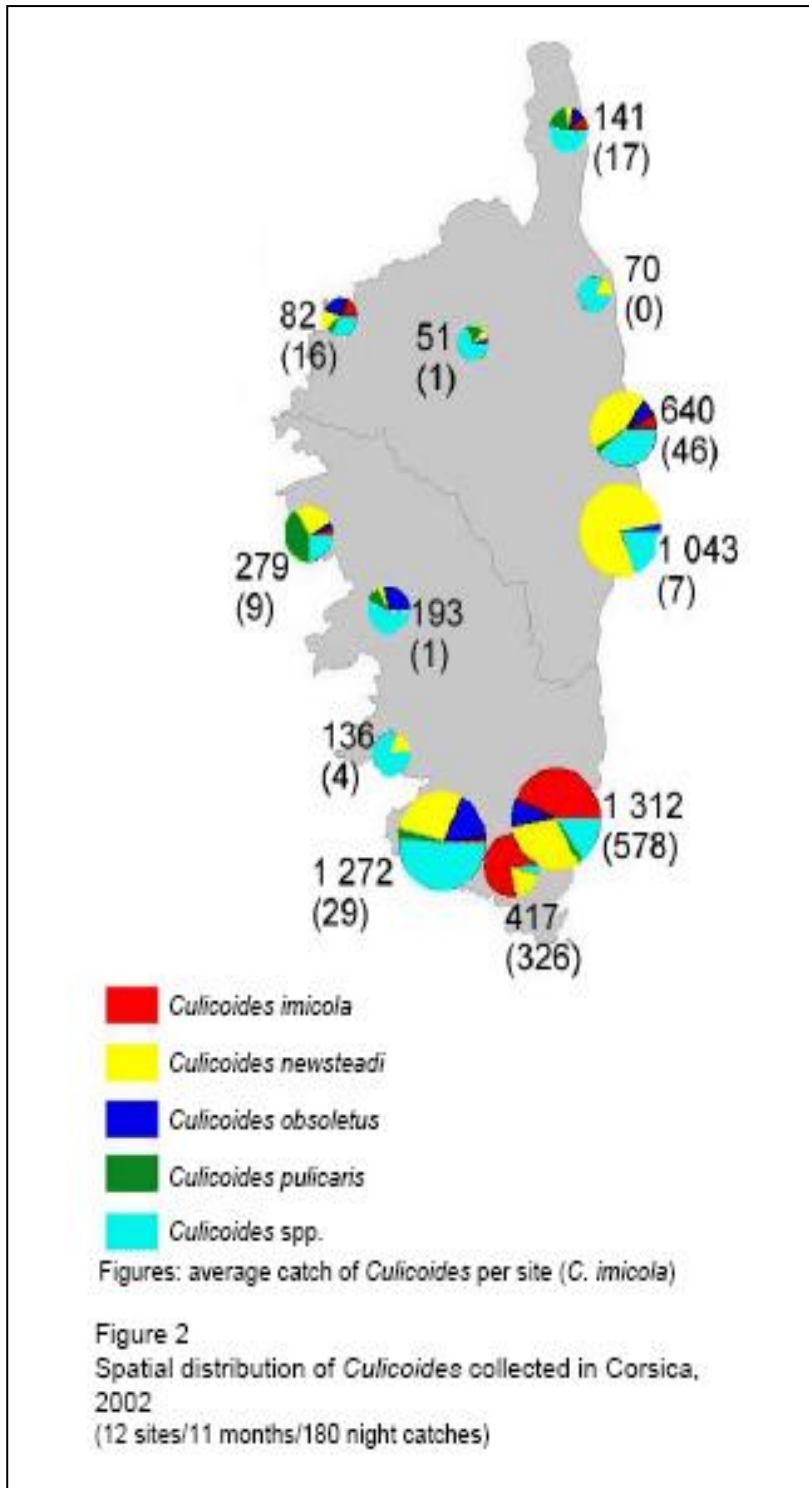 141
(17)
70
(0)
82
(16)
51
(1)
640
(46)
1 043
(7)
279
(9)
193
(1)
136
(4)
1 312
(578)
1 272
(29)
417
(326)
Culicoides imicola
Culicoides newsteadi
Culicoides obsoletus
Culicoides pulicaris
Culicoides spp.
Figures: average catch of Culicoides per site (C. imicola)
Figure 2
Spatial distribution of Culicoides collected in Corsica,
2002
(12 sites/11 months/180 night catches)